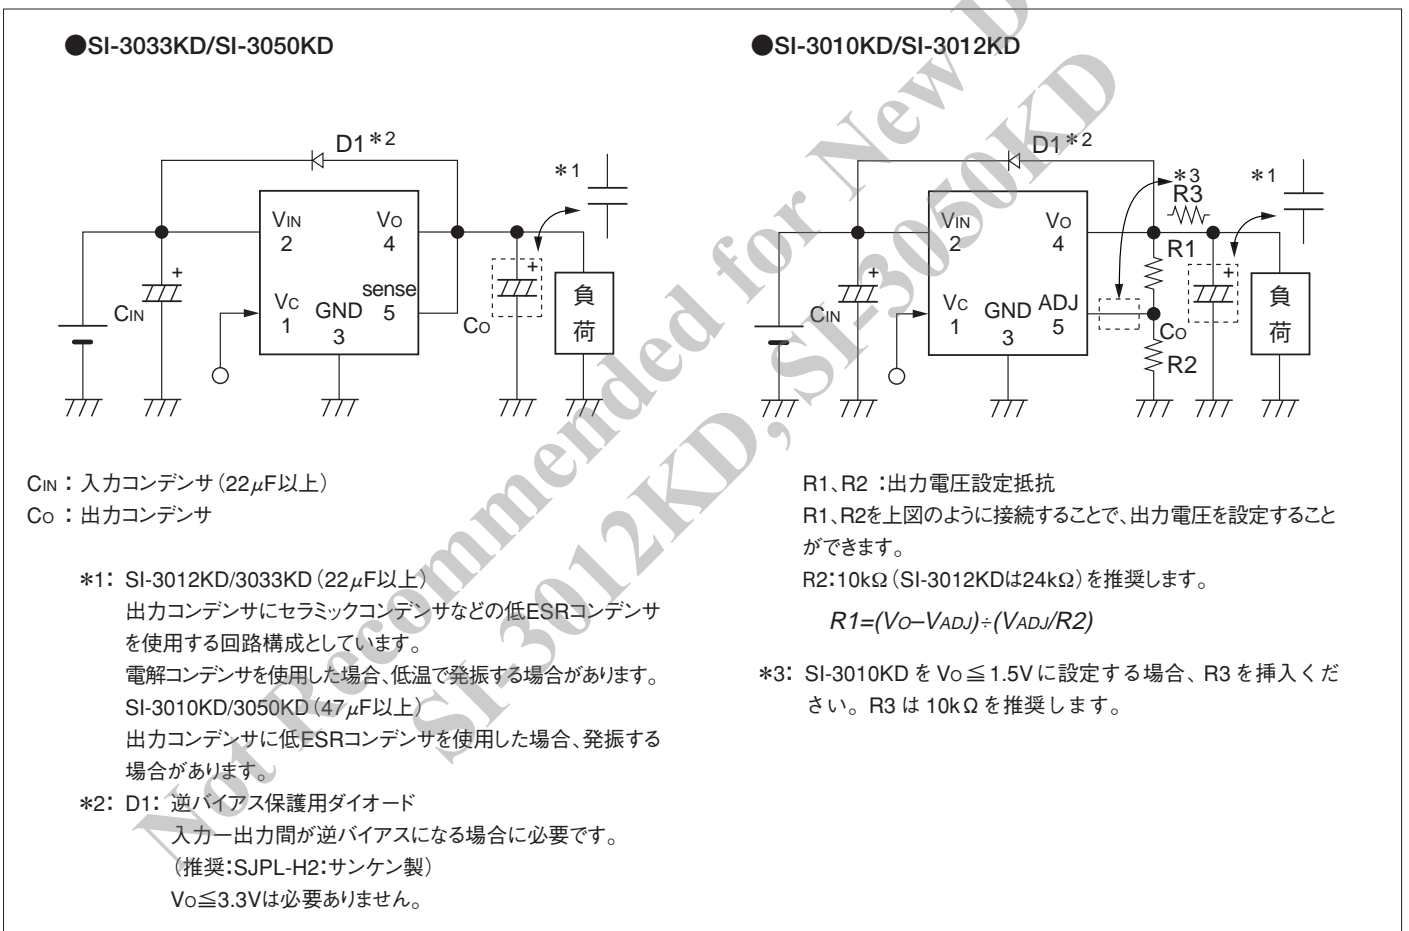 ●SI-3033KD/SI-3050KD
D1*2
*1
VIN
2
VO
4
sense
5
VC
1
GND
3
CIN
+
CO
+
負
荷
●SI-3010KD/SI-3012KD
D1*2
*3
R3
*1
VIN
2
VO
4
R1
VC
1
GND
3
ADJ
5
CIN
+
CO
+
R2
負
荷
CIN：入力コンデンサ（22μF以上）
CO：出力コンデンサ
*1： SI-3012KD/3033KD（22μF以上）
出力コンデンサにセラミックコンデンサなどの低ESRコンデンサ
を使用する回路構成としています。
電解コンデンサを使用した場合、低温で発振する場合があります。
SI-3010KD/3050KD（47μF以上）
出力コンデンサに低ESRコンデンサを使用した場合、発振する
場合があります。
*2： D1： 逆バイアス保護用ダイオード
入力ー出力間が逆バイアスになる場合に必要です。
（推奨：SJPL-H2：サンケン製）
VO≦3.3Vは必要ありません。
R1、R2 ：出力電圧設定抵抗
R1、R2を上図のように接続することで、出力電圧を設定すること
ができます。
R2：10kΩ（SI-3012KDは24kΩ）を推奨します。
R1=(VO–VADJ)÷(VADJ/R2)
*3： SI-3010KD を VO≦1.5V に設定する場合、R3 を挿入くだ
さい。R3 は 10kΩ を推奨します。
Not Recommended for New D
SI-3012KD, SI-3050KD